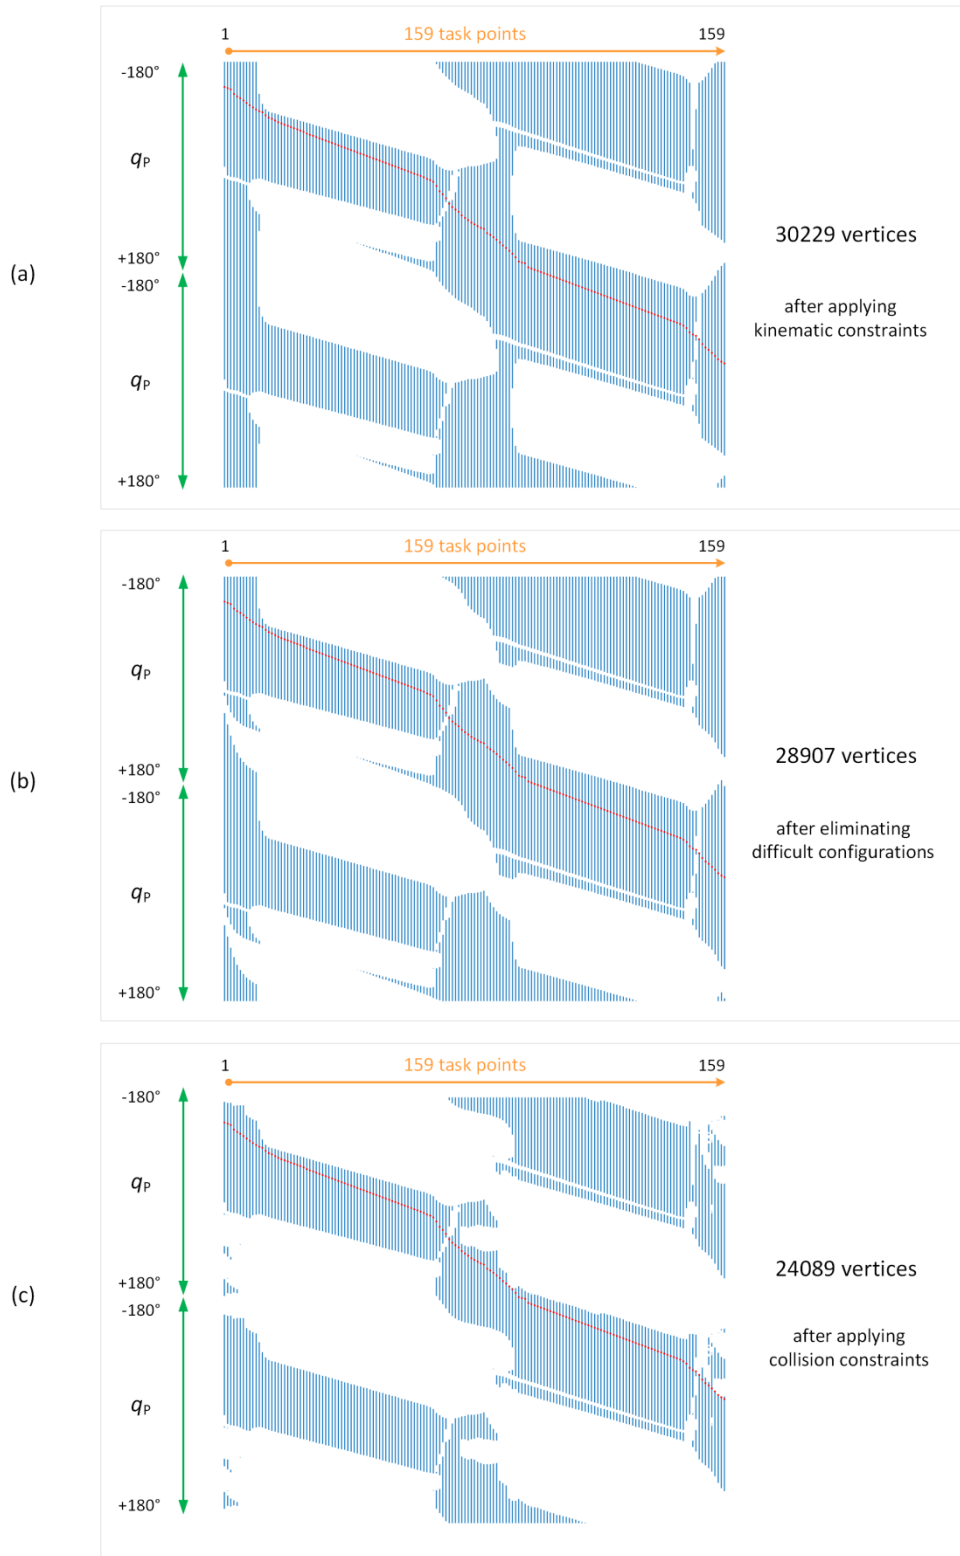 1
159 task points
159
-180°
qP
+180°
-180°
qP
+180°
(a)
30229 vertices
after applying
kinematic constraints
1
159 task points
159
-180°
qP
+180°
-180°
qP
+180°
(b)
28907 vertices
after eliminating
difficult configurations
1
159 task points
159
-180°
qP
+180°
-180°
qP
+180°
(c)
24089 vertices
after applying
collision constraints